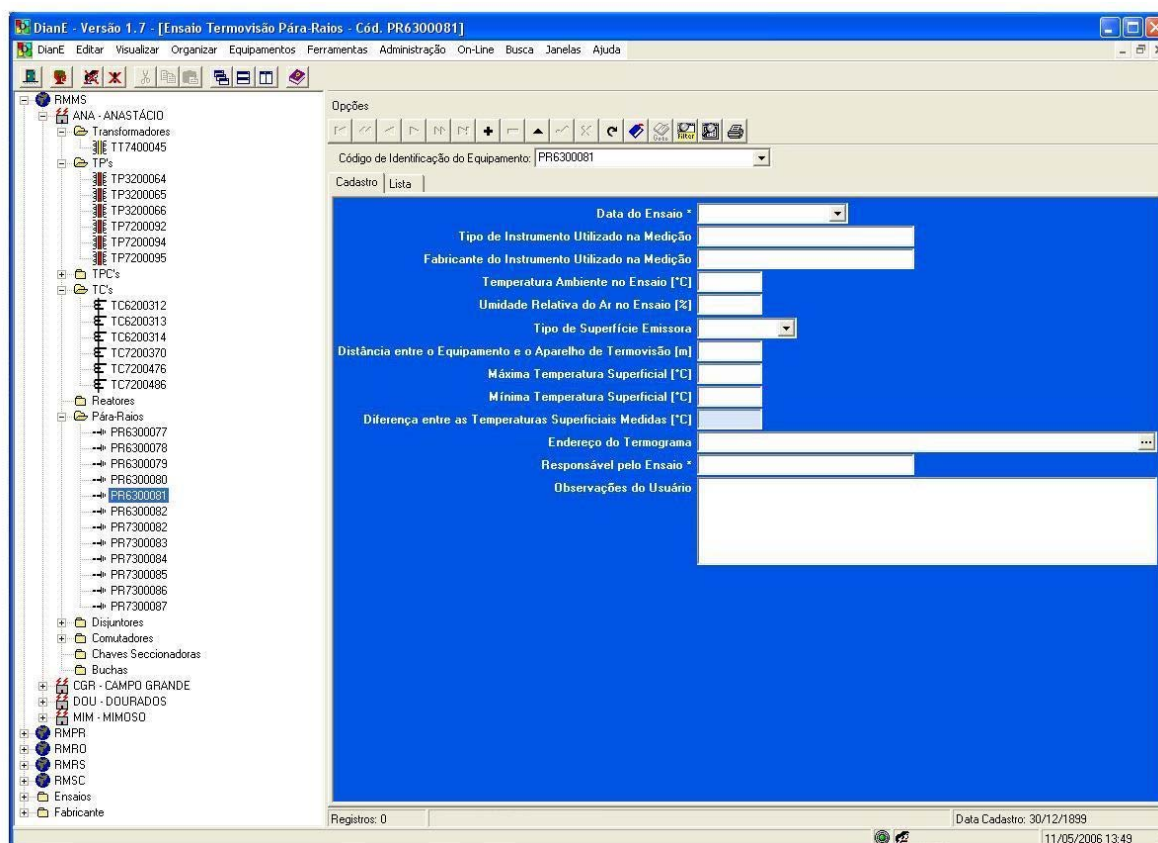 DianE - Versão 1.7 - [Ensaio Termovisão Pára-Raios - Cód. PR6300081]
DianE Editar Visualizar Organizar Equipamentos Ferramentas Administração On-Line Busca Janelas Ajuda
RMMS
ANA - ANASTÁCIO
Transformadores
TT7400045
TP's
TP3200064
TP3200065
TP3200066
TP7200092
TP7200094
TP7200095
TPC's
TC's
TC6200312
TC6200313
TC6200314
TC7200370
TC7200476
TC7200486
Reatores
Pára-Raios
PR6300077
PR6300078
PR6300079
PR6300080
PR6300081
PR6300082
PR7300082
PR7300083
PR7300084
PR7300085
PR7300086
PR7300087
Disjuntores
Comutadores
Chaves Seccionadoras
Buchas
CGR - CAMPO GRANDE
DOU - DOURADOS
MIM - MIMOSO
RMPR
RMRO
RMRS
RMSC
Ensaios
Fabricante
Opções
Filter
Código de Identificação do Equipamento: PR6300081
Cadastro Lista
Data do Ensaio *
Tipo de Instrumento Utilizado na Medição
Fabricante do Instrumento Utilizado na Medição
Temperatura Ambiente no Ensaio [°C]
Umidade Relativa do Ar no Ensaio [%]
Tipo de Superfície Emissora
Distância entre o Equipamento e o Aparelho de Termovisão [m]
Máxima Temperatura Superficial [°C]
Mínima Temperatura Superficial [°C]
Diferença entre as Temperaturas Superficiais Medidas [°C]
Endereço do Termograma
...
Responsável pelo Ensaio *
Observações do Usuário
Registros: 0
Data Cadastro: 30/12/1899
11/05/2006 13:49